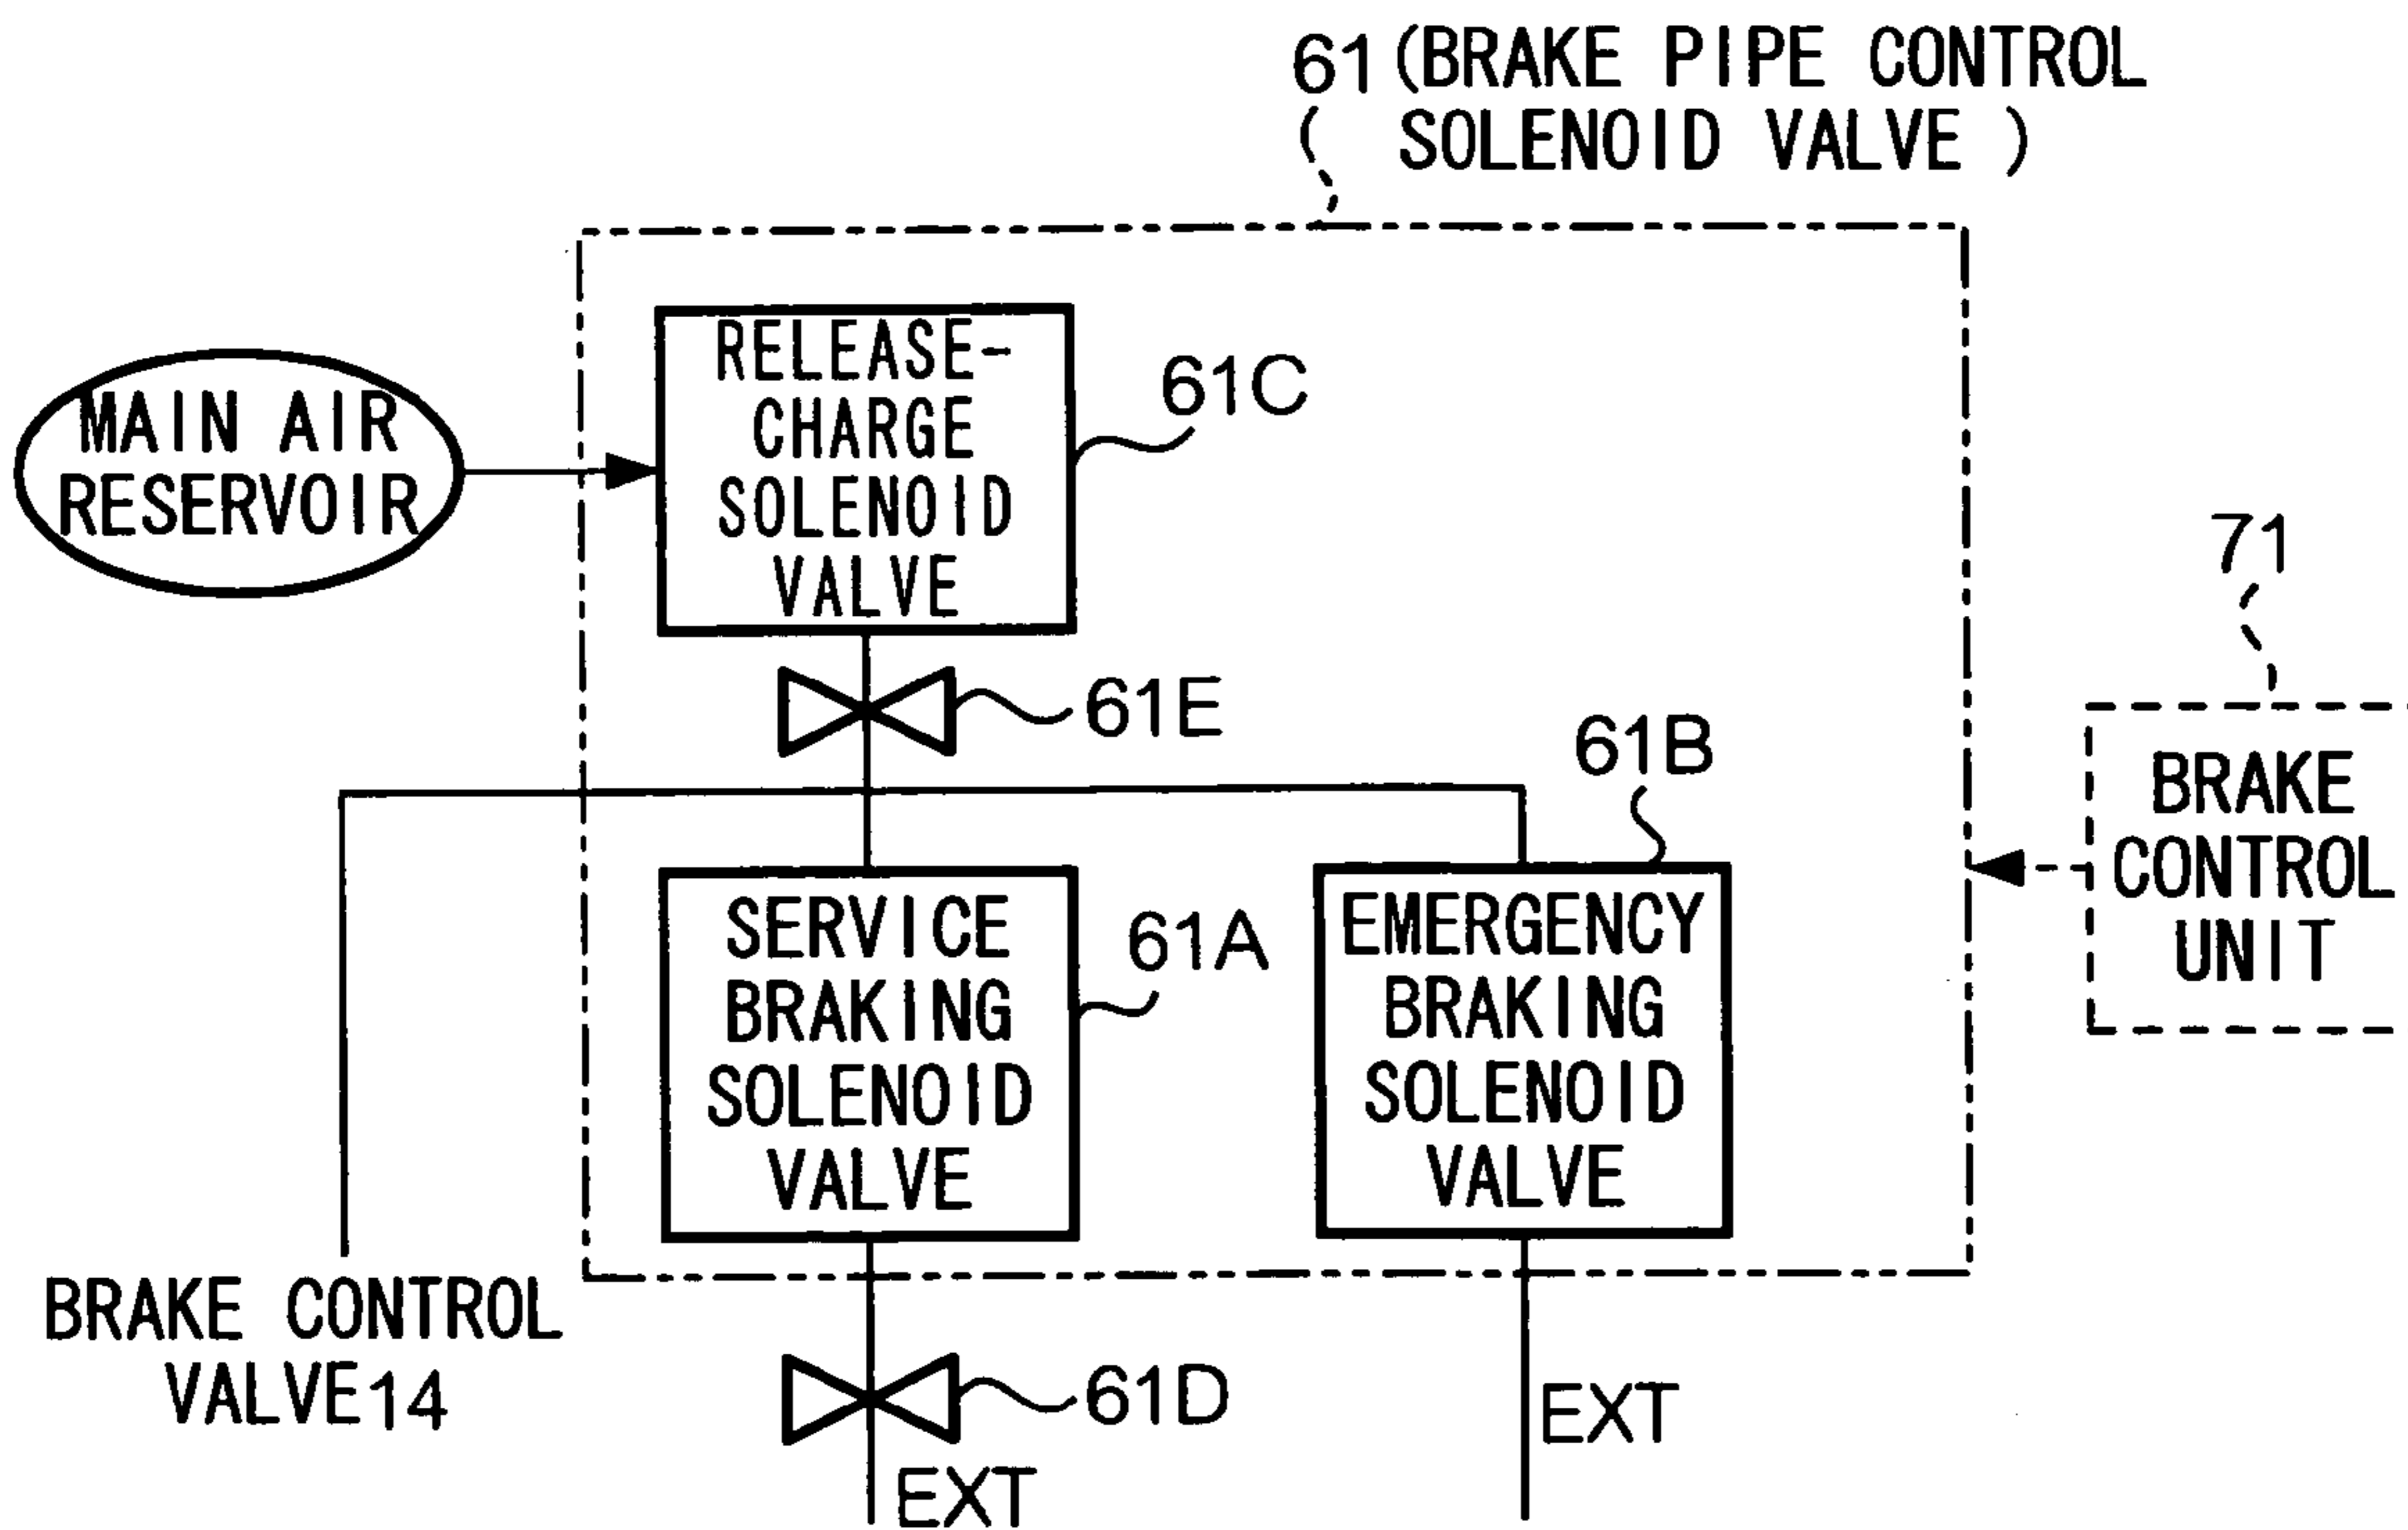 61 (BRAKE PIPE CONTROL
SOLENOID VALVE )
RELEASE-
CHARGE
SOLENOID
VALVE
61C
MAIN AIR
RESERVOIR
71
61E
61B
BRAKE
CONTROL
UNIT
SERVICE
BRAKING
SOLENOID
VALVE
61A
EMERGENCY
BRAKING
SOLENOID
VALVE
BRAKE CONTROL
VALVE14
61D
EXT
EXT